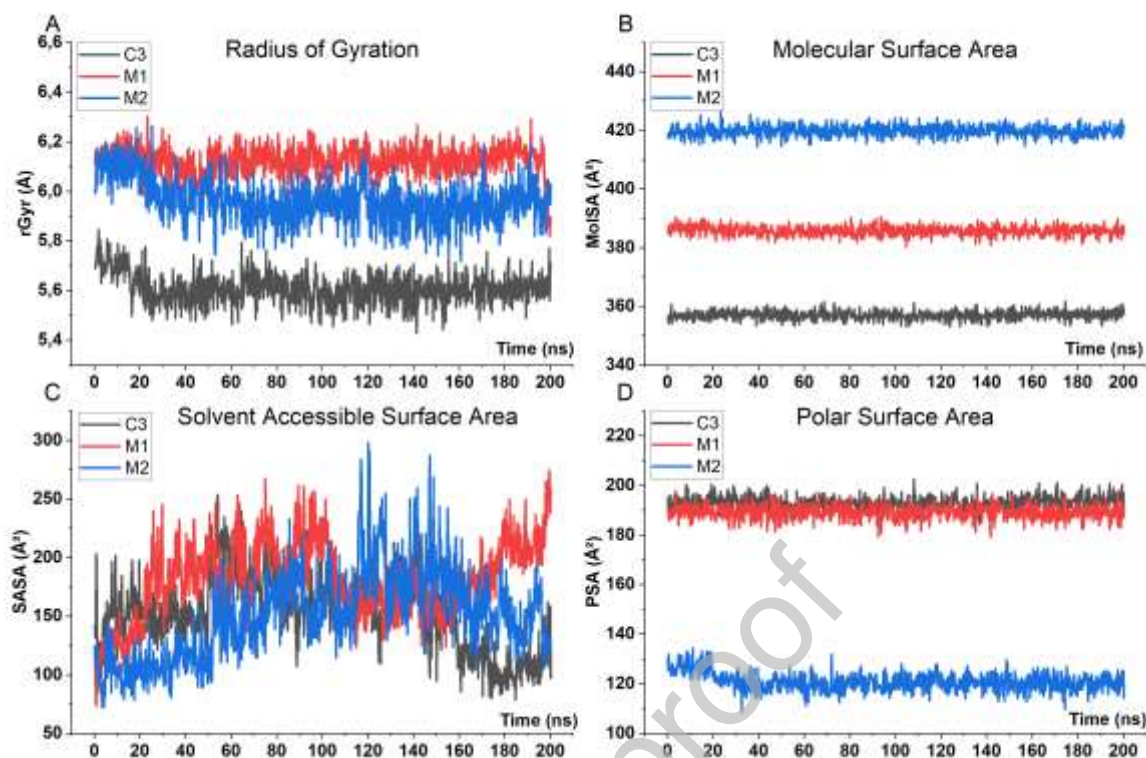 A
Radius of Gyration
C3
M1
M2
6,6
6,4
6,2
6,0
5,8
5,6
5,4
rGyr (Å)
Time (ns)
0 20 40 60 80 100 120 140 160 180 200
B
Molecular Surface Area
C3
M1
M2
440
420
400
380
360
340
MolSA (Å²)
Time (ns)
0 20 40 60 80 100 120 140 160 180 200
C
Solvent Accessible Surface Area
C3
M1
M2
300
250
200
150
100
50
SASA (Å²)
Time (ns)
0 20 40 60 80 100 120 140 160 180 200
D
Polar Surface Area
C3
M1
M2
220
200
180
160
140
120
100
PSA (Å²)
Time (ns)
0 20 40 60 80 100 120 140 160 180 200
proof